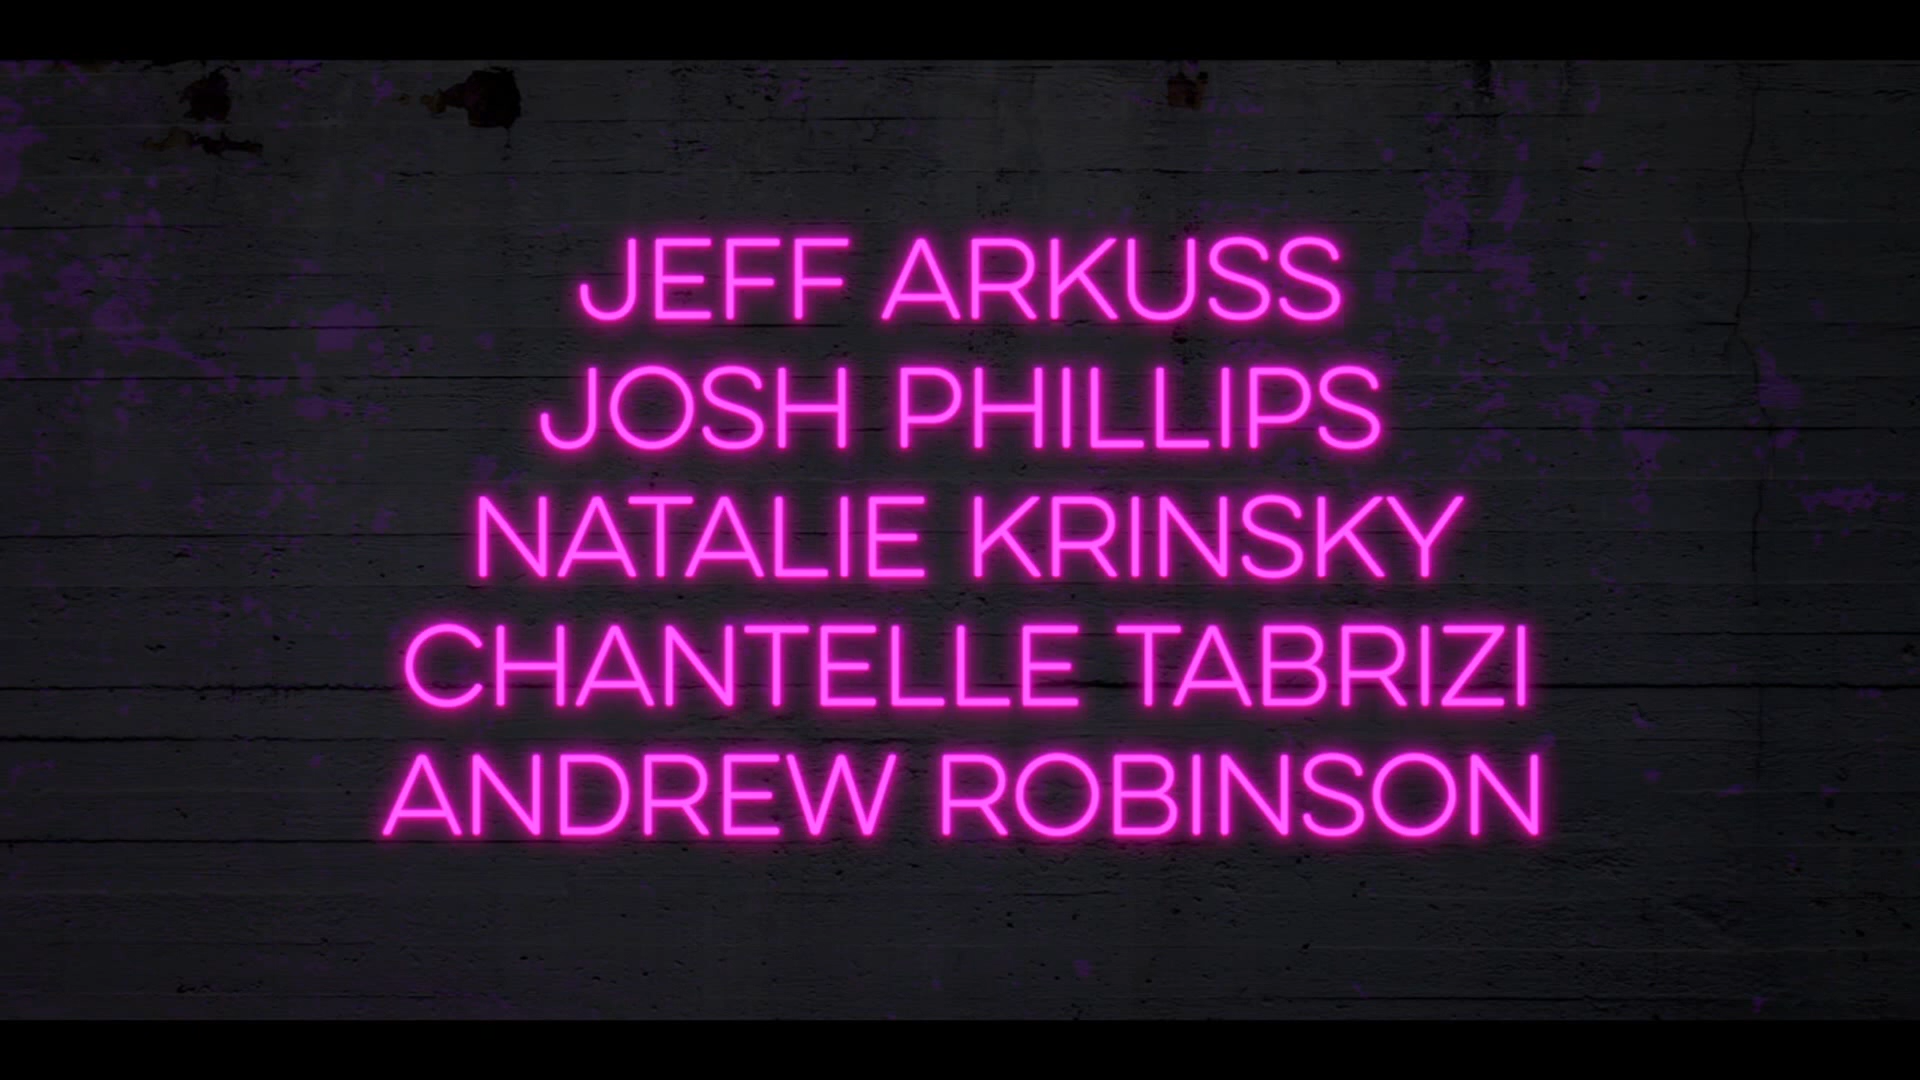 JEFF ARKUSS
JOSH PHILLIPS
NATALIE KRINSKY
CHANTELLE TABRIZI
ANDREW ROBINSON